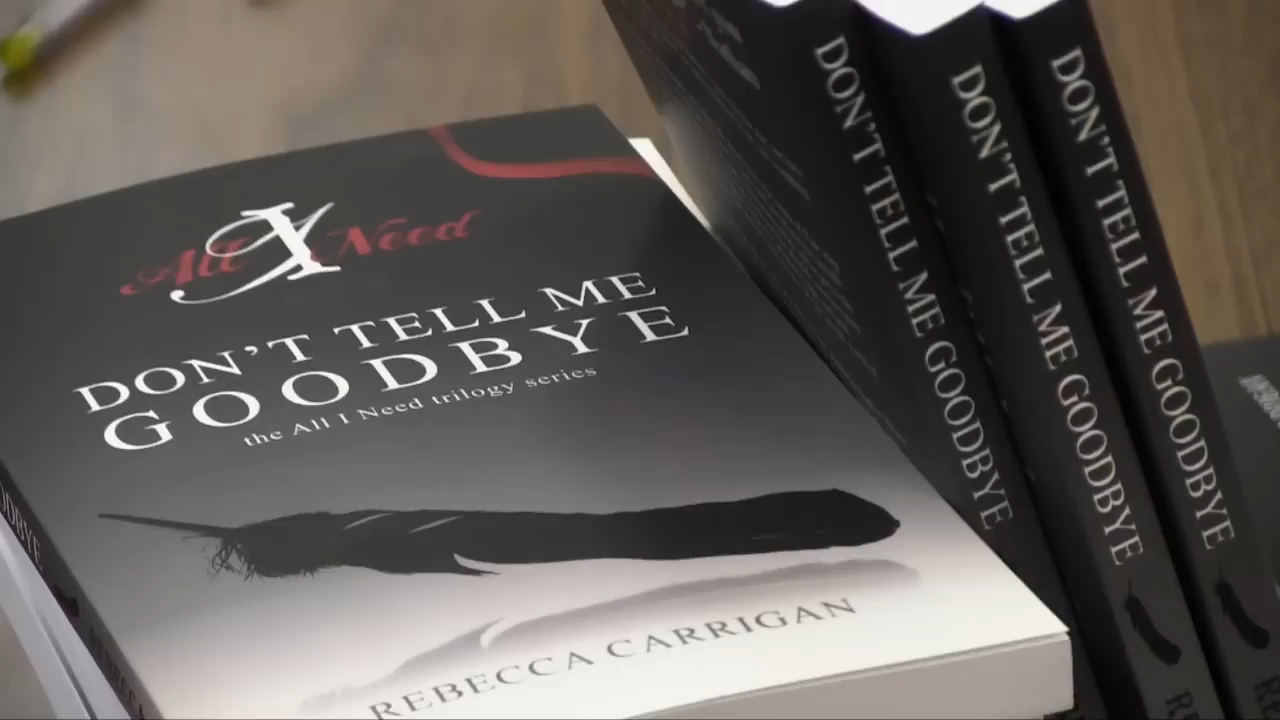 All I Need
DON'T TELL ME
GOODBYE
the All I Need trilogy series
REBECCA CARRIGAN
DON'T TELL ME GOODBYE
DON'T TELL ME GOODBYE
DON'T TELL ME GOODBYE